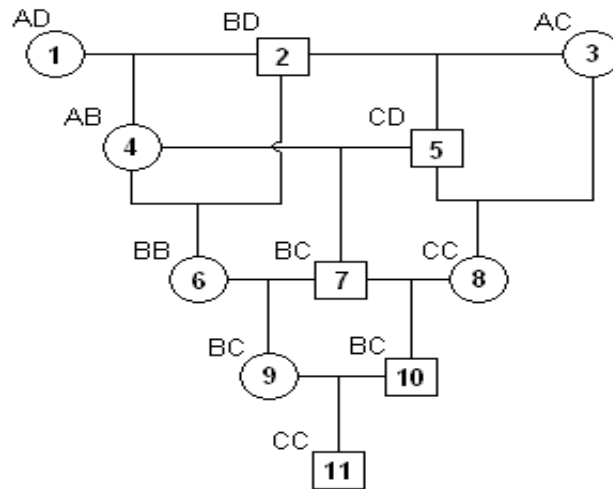 AD BD AC
1 2 3
AB CD
4 5
BB BC CC
6 7 8
BC BC
9 10
CC
11